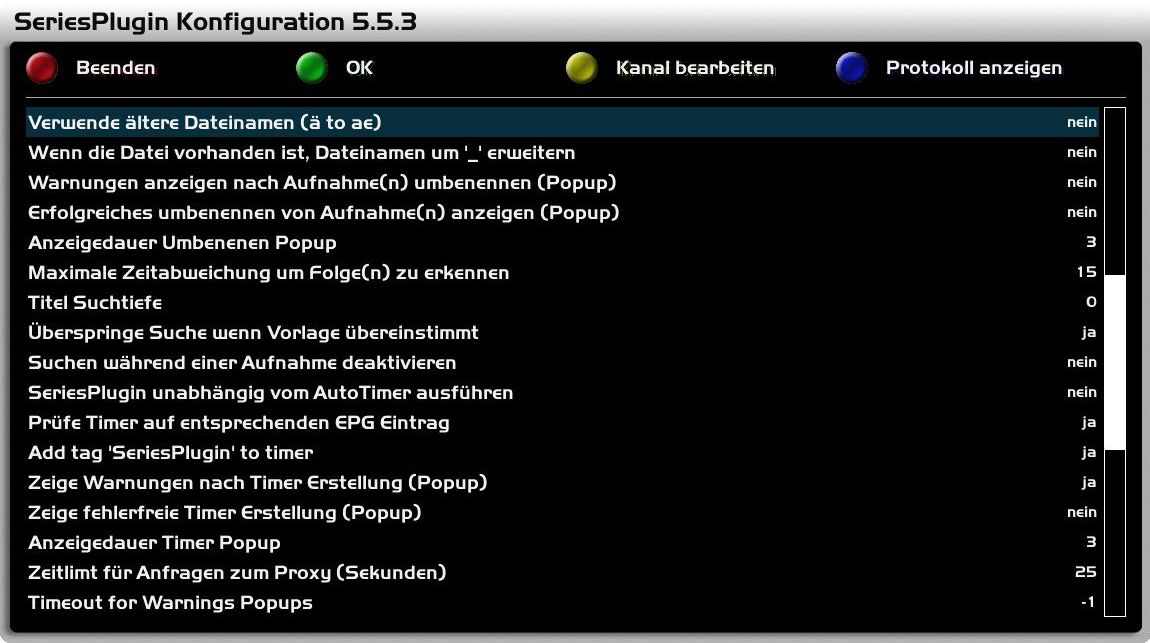 SeriesPlugin Konfiguration 5.5.3
Beenden OK Kanal bearbeiten Protokoll anzeigen
Verwende ältere Dateinamen (ä to ae) nein
Wenn die Datei vorhanden ist, Dateinamen um '_' erweitern nein
Warnungen anzeigen nach Aufnahme(n) umbenennen (Popup) nein
Erfolgreiches umbenennen von Aufnahme(n) anzeigen (Popup) nein
Anzeigedauer Umbenenen Popup 3
Maximale Zeitabweichung um Folge(n) zu erkennen 15
Titel Suchtiefe 0
Überspringe Suche wenn Vorlage übereinstimmt ja
Suchen während einer Aufnahme deaktivieren nein
SeriesPlugin unabhängig vom AutoTimer ausführen nein
Prüfe Timer auf entsprechenden EPG Eintrag ja
Add tag 'SeriesPlugin' to timer ja
Zeige Warnungen nach Timer Erstellung (Popup) ja
Zeige fehlerfreie Timer Erstellung (Popup) nein
Anzeigedauer Timer Popup 3
Zeitlimt für Anfragen zum Proxy (Sekunden) 25
Timeout for Warnings Popups -1